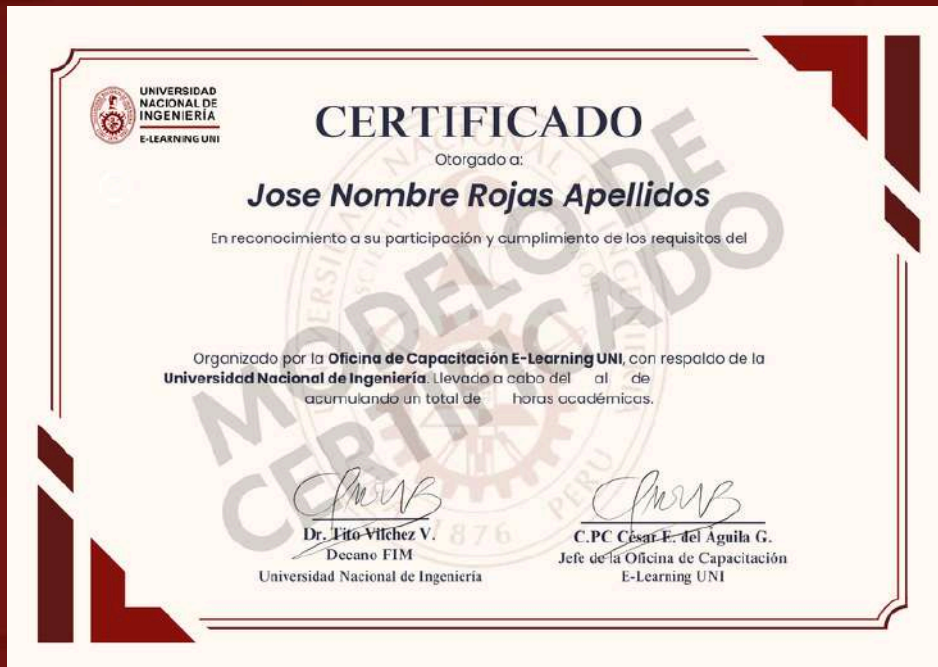 UNIVERSIDAD
NACIONAL DE
INGENIERÍA
E-LEARNING UNI
CERTIFICADO
Otorgado a:
Jose Nombre Rojas Apellidos
En reconocimiento a su participación y cumplimiento de los requisitos del
MODELO DE
CERTIFICADO
Organizado por la Oficina de Capacitación E-Learning UNI, con respaldo de la
Universidad Nacional de Ingeniería. Llevado a cabo del al de
acumulando un total de horas académicas.
1876
PERU
Dr. Tito Vilchez V.
Decano FIM
Universidad Nacional de Ingeniería
C.PC César E. del Águila G.
Jefe de la Oficina de Capacitación
E-Learning UNI